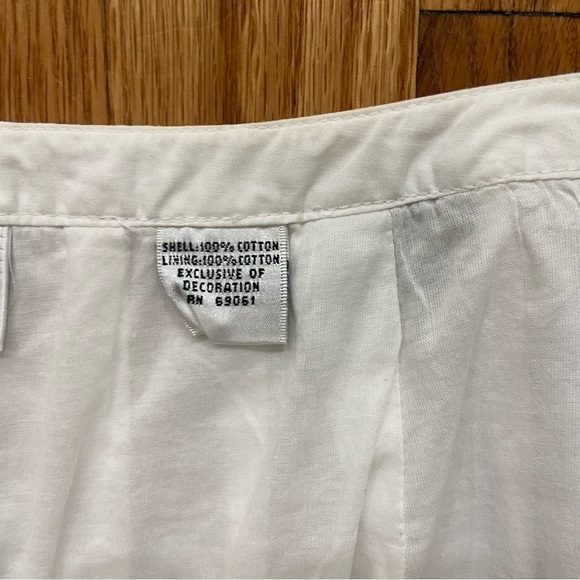 SHELL:100% COTTON
LINING:100% COTTON
EXCLUSIVE OF
DECORATION
RN 69061